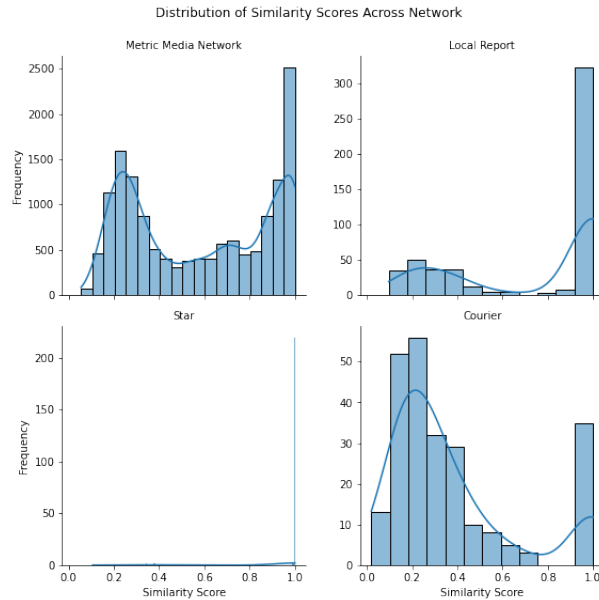 Distribution of Similarity Scores Across Network
Metric Media Network
Local Report
Frequency
2500
2000
1500
1000
500
0
300
250
200
150
100
50
0
Star
Courier
Frequency
200
150
100
50
0
0.0 0.2 0.4 0.6 0.8 1.0
Similarity Score
50
40
30
20
10
0
0.0 0.2 0.4 0.6 0.8 1.0
Similarity Score